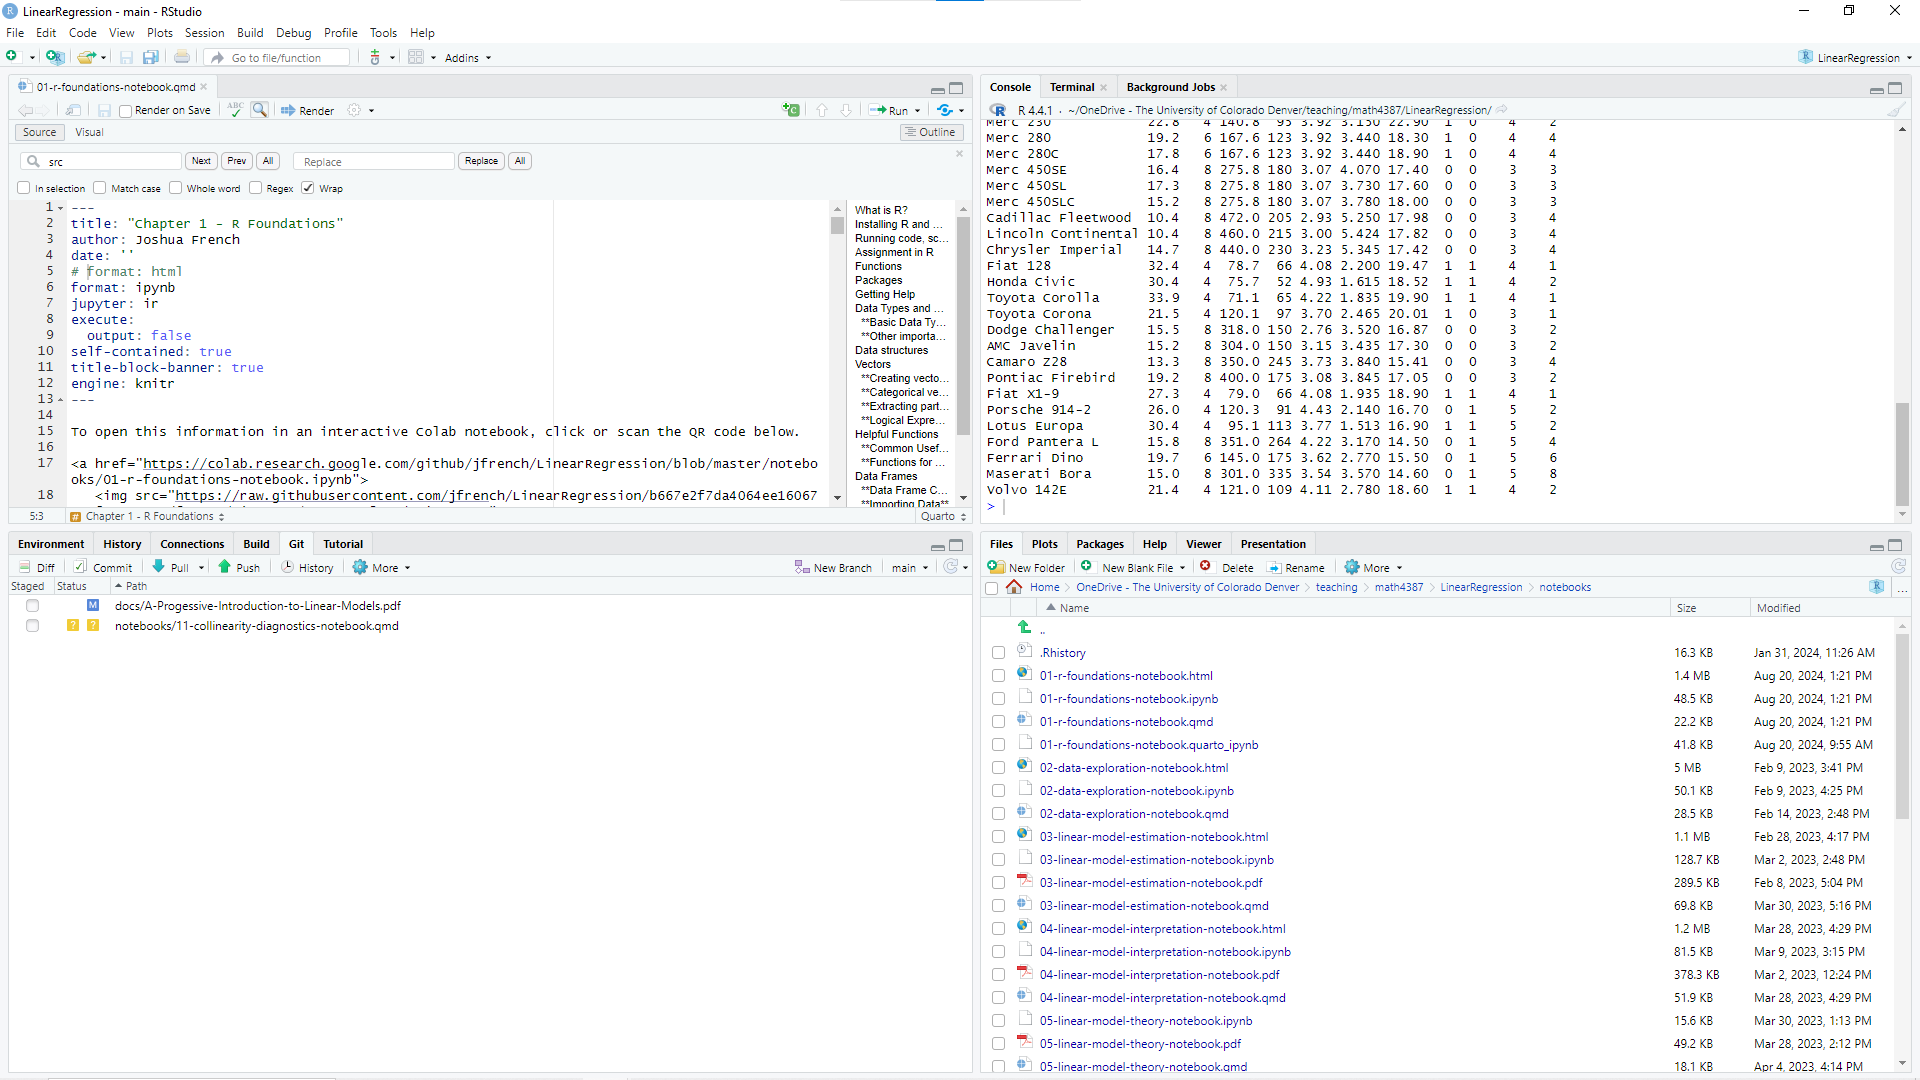 LinearRegression - main - RStudio
File Edit Code View Plots Session Build Debug Profile Tools Help
Go to file/function Addins LinearRegression
01-r-foundations-notebook.qmd
Render on Save ABC Render Run
Source Visual Outline
src Next Prev All Replace Replace All
In selection Match case Whole word Regex Wrap
1 ---
2 title: "Chapter 1 - R Foundations"
3 author: Joshua French
4 date: ''
5 # format: html
6 format: ipynb
7 jupyter: ir
8 execute:
9 output: false
10 self-contained: true
11 title-block-banner: true
12 engine: knitr
13 ---
14
15 To open this information in an interactive Colab notebook, click or scan the QR code below.
16
17 <a href="https://colab.research.google.com/github/jfrench/LinearRegression/blob/master/notebo
oks/01-r-foundations-notebook.ipynb">
18 <img src="https://raw.githubusercontent.com/jfrench/LinearRegression/b667e2f7da4064ee16067
What is R?
Installing R and ...
Running code, sc...
Assignment in R
Functions
Packages
Getting Help
Data Types and ...
**Basic Data Ty...
**Other importa...
Data structures
Vectors
**Creating vecto...
**Categorical ve...
**Extracting part...
**Logical Expre...
Helpful Functions
**Common Usef...
**Functions for ...
Data Frames
**Data Frame C...
**Importing Data**
5:3 Chapter 1 - R Foundations Quarto
Console Terminal Background Jobs
R 4.4.1 · ~/OneDrive - The University of Colorado Denver/teaching/math4387/LinearRegression/
Merc 230 22.8 4 140.8 95 3.92 3.150 22.90 1 0 4 2
Merc 280 19.2 6 167.6 123 3.92 3.440 18.30 1 0 4 4
Merc 280C 17.8 6 167.6 123 3.92 3.440 18.90 1 0 4 4
Merc 450SE 16.4 8 275.8 180 3.07 4.070 17.40 0 0 3 3
Merc 450SL 17.3 8 275.8 180 3.07 3.730 17.60 0 0 3 3
Merc 450SLC 15.2 8 275.8 180 3.07 3.780 18.00 0 0 3 3
Cadillac Fleetwood 10.4 8 472.0 205 2.93 5.250 17.98 0 0 3 4
Lincoln Continental 10.4 8 460.0 215 3.00 5.424 17.82 0 0 3 4
Chrysler Imperial 14.7 8 440.0 230 3.23 5.345 17.42 0 0 3 4
Fiat 128 32.4 4 78.7 66 4.08 2.200 19.47 1 1 4 1
Honda Civic 30.4 4 75.7 52 4.93 1.615 18.52 1 1 4 2
Toyota Corolla 33.9 4 71.1 65 4.22 1.835 19.90 1 1 4 1
Toyota Corona 21.5 4 120.1 97 3.70 2.465 20.01 1 0 3 1
Dodge Challenger 15.5 8 318.0 150 2.76 3.520 16.87 0 0 3 2
AMC Javelin 15.2 8 304.0 150 3.15 3.435 17.30 0 0 3 2
Camaro Z28 13.3 8 350.0 245 3.73 3.840 15.41 0 0 3 4
Pontiac Firebird 19.2 8 400.0 175 3.08 3.845 17.05 0 0 3 2
Fiat X1-9 27.3 4 79.0 66 4.08 1.935 18.90 1 1 4 1
Porsche 914-2 26.0 4 120.3 91 4.43 2.140 16.70 0 1 5 2
Lotus Europa 30.4 4 95.1 113 3.77 1.513 16.90 1 1 5 2
Ford Pantera L 15.8 8 351.0 264 4.22 3.170 14.50 0 1 5 4
Ferrari Dino 19.7 6 145.0 175 3.62 2.770 15.50 0 1 5 6
Maserati Bora 15.0 8 301.0 335 3.54 3.570 14.60 0 1 5 8
Volvo 142E 21.4 4 121.0 109 4.11 2.780 18.60 1 1 4 2
>
Environment History Connections Build Git Tutorial
Diff Commit Pull Push History More New Branch main
Staged Status Path
M docs/A-Progessive-Introduction-to-Linear-Models.pdf
? ? notebooks/11-collinearity-diagnostics-notebook.qmd
Files Plots Packages Help Viewer Presentation
New Folder New Blank File Delete Rename More
Home OneDrive - The University of Colorado Denver teaching math4387 LinearRegression notebooks ...
Name Size Modified
..
.Rhistory 16.3 KB Jan 31, 2024, 11:26 AM
01-r-foundations-notebook.html 1.4 MB Aug 20, 2024, 1:21 PM
01-r-foundations-notebook.ipynb 48.5 KB Aug 20, 2024, 1:21 PM
01-r-foundations-notebook.qmd 22.2 KB Aug 20, 2024, 1:21 PM
01-r-foundations-notebook.quarto_ipynb 41.8 KB Aug 20, 2024, 9:55 AM
02-data-exploration-notebook.html 5 MB Feb 9, 2023, 3:41 PM
02-data-exploration-notebook.ipynb 50.1 KB Feb 9, 2023, 4:25 PM
02-data-exploration-notebook.qmd 28.5 KB Feb 14, 2023, 2:48 PM
03-linear-model-estimation-notebook.html 1.1 MB Feb 28, 2023, 4:17 PM
03-linear-model-estimation-notebook.ipynb 128.7 KB Mar 2, 2023, 2:48 PM
03-linear-model-estimation-notebook.pdf 289.5 KB Feb 8, 2023, 5:04 PM
03-linear-model-estimation-notebook.qmd 69.8 KB Mar 30, 2023, 5:16 PM
04-linear-model-interpretation-notebook.html 1.2 MB Mar 28, 2023, 4:29 PM
04-linear-model-interpretation-notebook.ipynb 81.5 KB Mar 9, 2023, 3:15 PM
04-linear-model-interpretation-notebook.pdf 378.3 KB Mar 2, 2023, 12:24 PM
04-linear-model-interpretation-notebook.qmd 51.9 KB Mar 28, 2023, 4:29 PM
05-linear-model-theory-notebook.ipynb 15.6 KB Mar 30, 2023, 1:13 PM
05-linear-model-theory-notebook.pdf 49.2 KB Mar 28, 2023, 2:12 PM
05-linear-model-theory-notebook.qmd 18.1 KB Apr 4, 2023, 4:14 PM